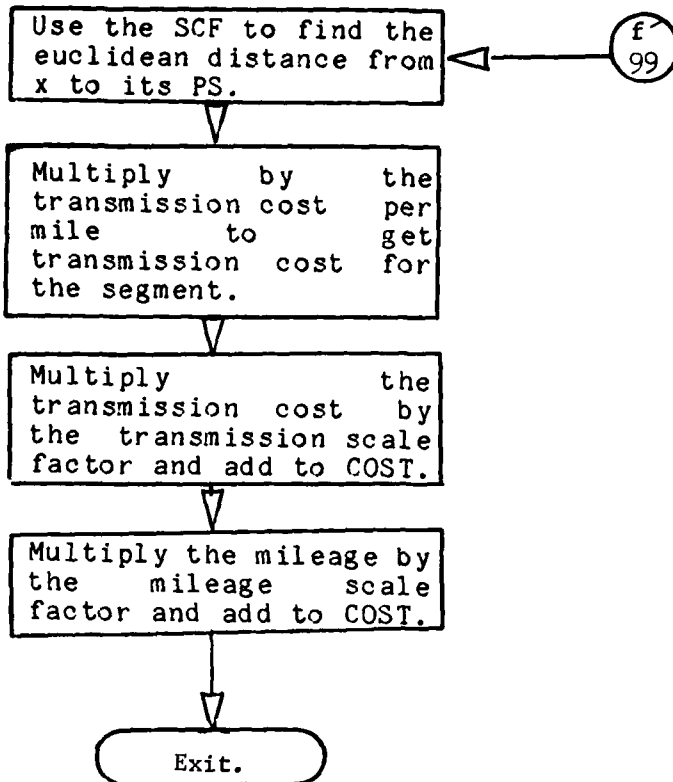 Use the SCF to find the
euclidean distance from
x to its PS.
f
99
Multiply by the
transmission cost per
mile to get
transmission cost for
the segment.
Multiply the
transmission cost by
the transmission scale
factor and add to COST.
Multiply the mileage by
the mileage scale
factor and add to COST.
Exit.